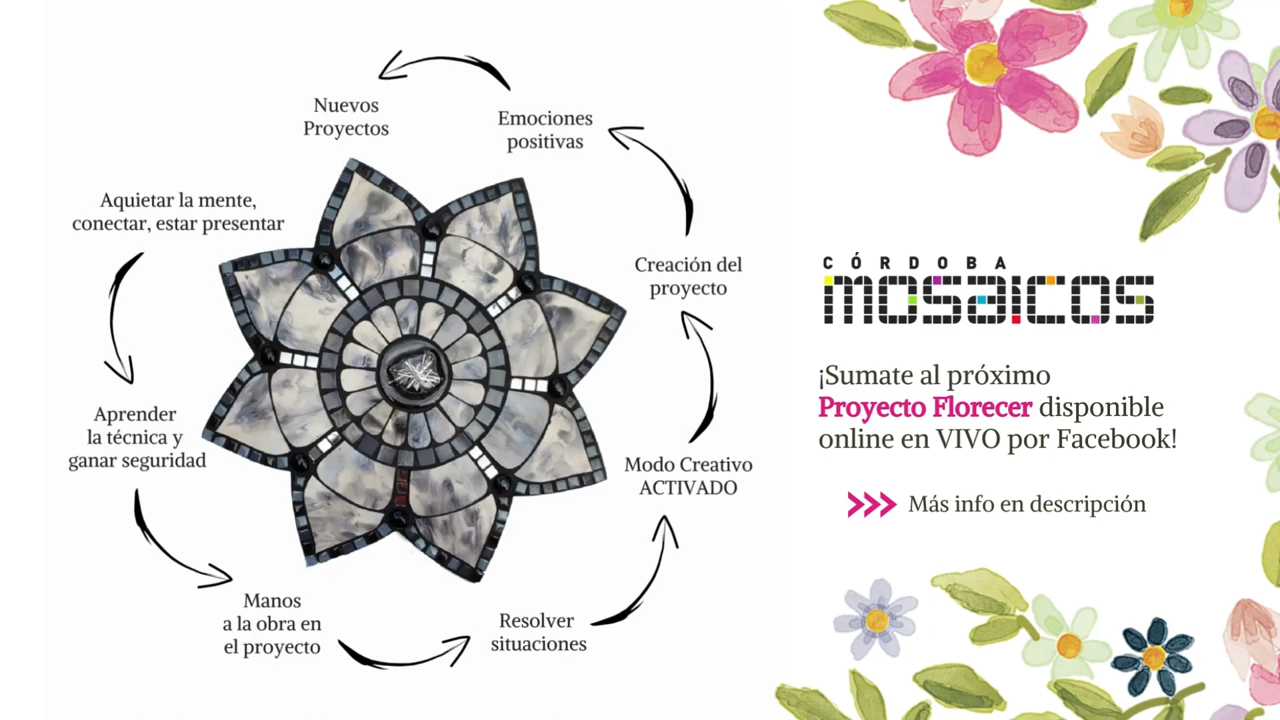 Nuevos
Proyectos
Emociones
positivas
Aquietar la mente,
conectar, estar presentar
Creación del
proyecto
Aprender
la técnica y
ganar seguridad
Modo Creativo
ACTIVADO
Manos
a la obra en
el proyecto
Resolver
situaciones
CÓRDOBA
mosaicos
¡Sumate al próximo
Proyecto Florecer disponible
online en VIVO por Facebook!
Más info en descripción